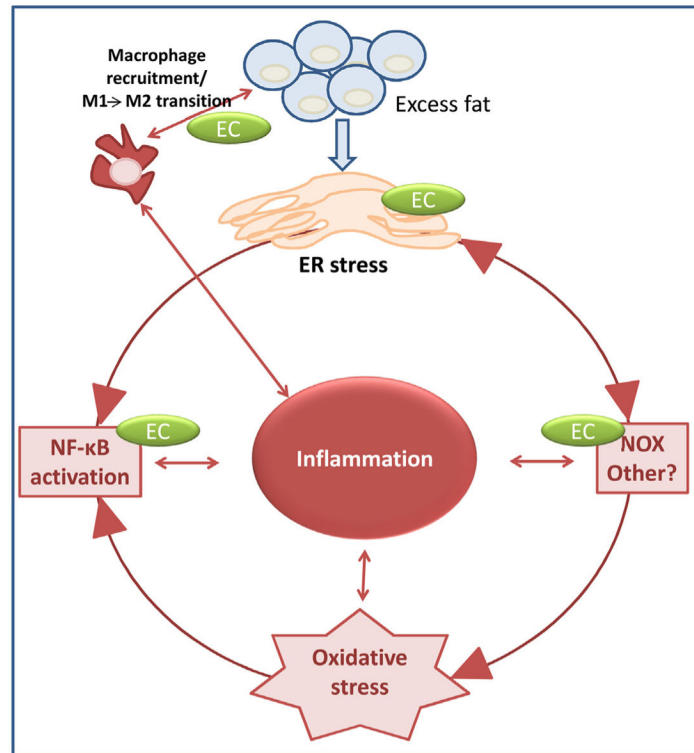 Macrophage
recruitment/
M1→ M2 transition
EC
Excess fat
EC
ER stress
EC
NF-κB
activation
Inflammation
EC
NOX
Other?
Oxidative
stress